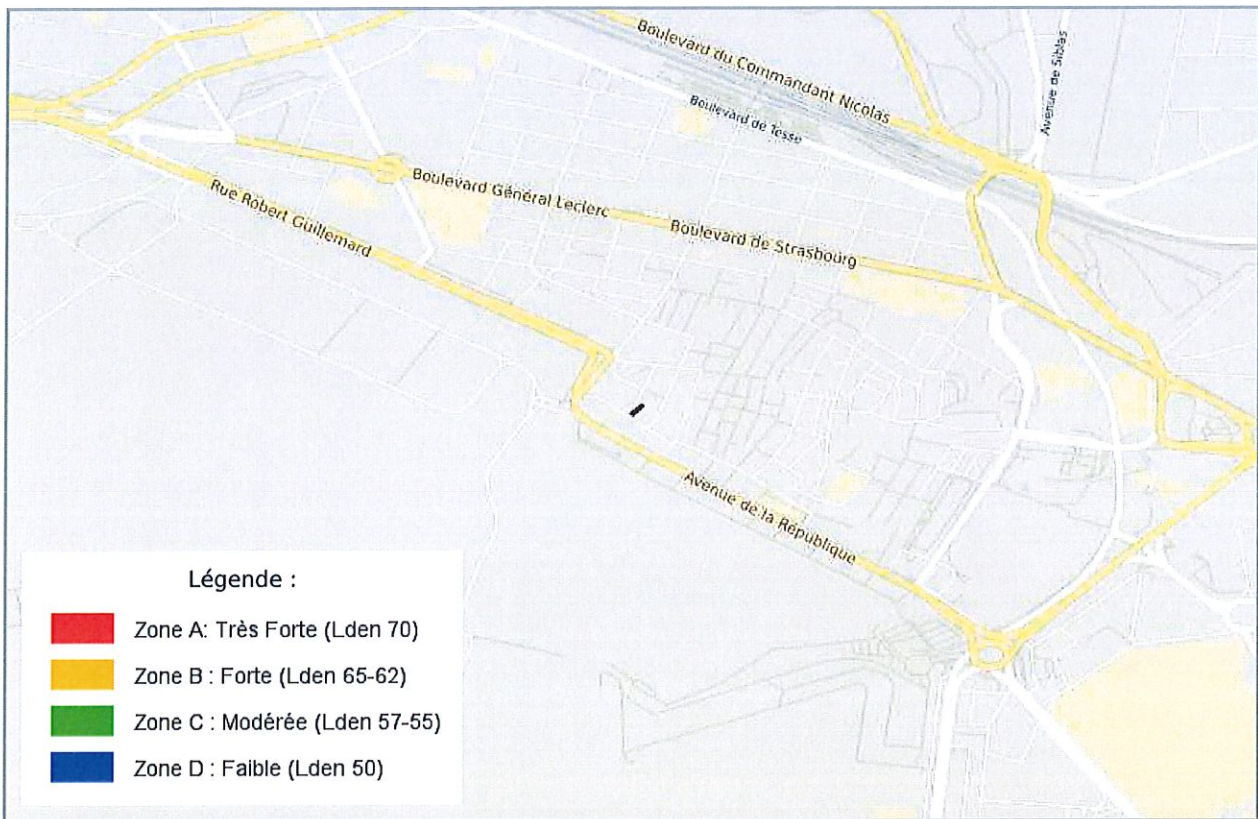 Boulevard du Commandant Nicolas
Avenue de Siblas
Boulevard de Tesse
Boulevard Général Leclerc
Rue Robert Guillemard
Boulevard de Strasbourg
Avenue de la République
Légende :
Zone A: Très Forte (Lden 70)
Zone B : Forte (Lden 65-62)
Zone C : Modérée (Lden 57-55)
Zone D : Faible (Lden 50)